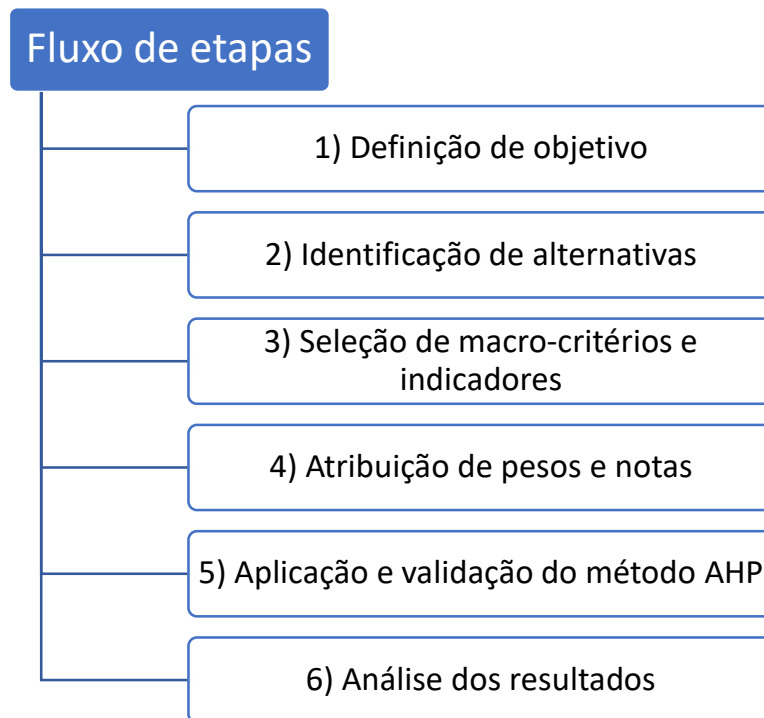 Fluxo de etapas
1) Definição de objetivo
2) Identificação de alternativas
3) Seleção de macro-critérios e
indicadores
4) Atribuição de pesos e notas
5) Aplicação e validação do método AHP
6) Análise dos resultados